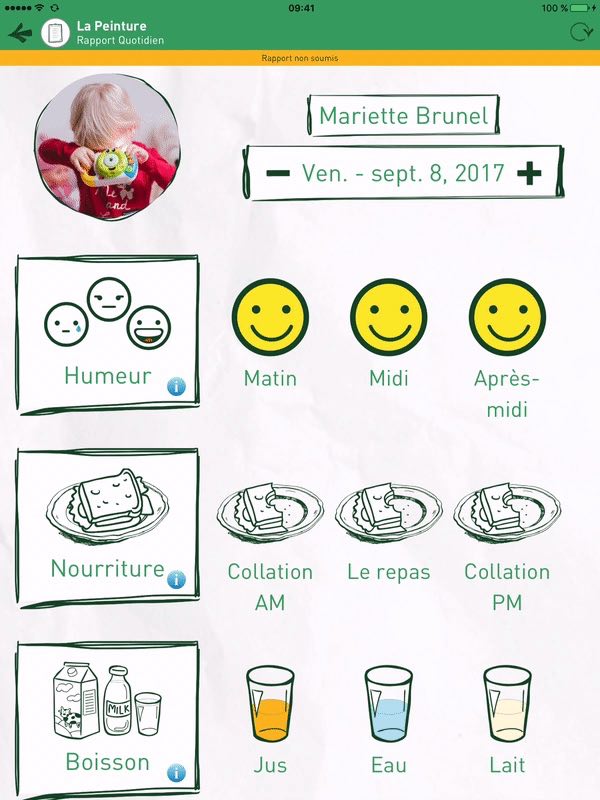 09:41
100 %
La Peinture
Rapport Quotidien
Rapport non soumis
Mariette Brunel
Ven. - sept. 8, 2017
Humeur
Matin
Midi
Après-
midi
Nourriture
Collation
AM
Le repas
Collation
PM
MILK
Boisson
Jus
Eau
Lait